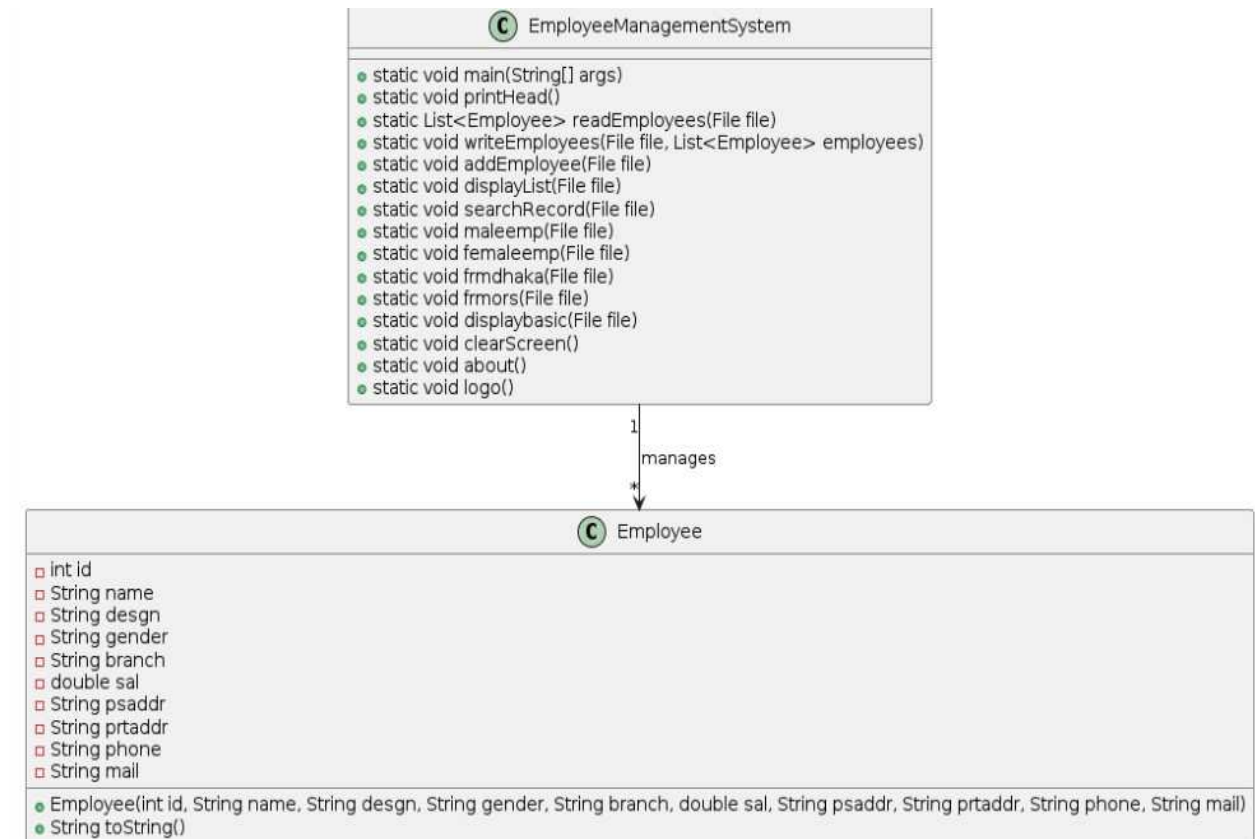 C EmployeeManagementSystem
static void main(String[] args)
static void printHead()
static List<Employee> readEmployees(File file)
static void writeEmployees(File file, List<Employee> employees)
static void addEmployee(File file)
static void displayList(File file)
static void searchRecord(File file)
static void maleemp(File file)
static void femaleemp(File file)
static void frmdhaka(File file)
static void frmors(File file)
static void displaybasic(File file)
static void clearScreen()
static void about()
static void logo()
1
manages
*
C Employee
int id
String name
String desgn
String gender
String branch
double sal
String psaddr
String prtaddr
String phone
String mail
Employee(int id, String name, String desgn, String gender, String branch, double sal, String psaddr, String prtaddr, String phone, String mail)
String toString()